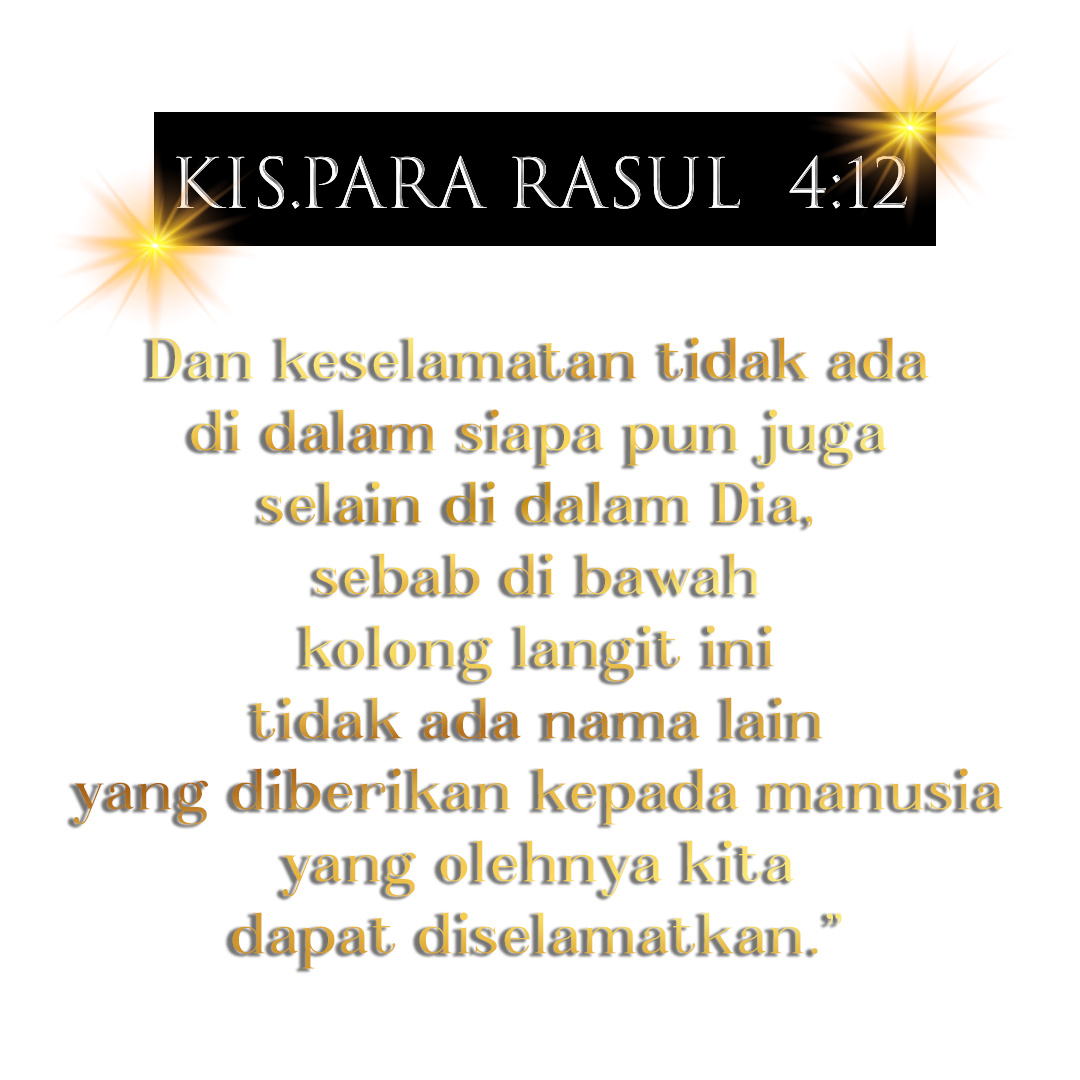 KIS.PARA RASUL 4:12
Dan keselamatan tidak ada
di dalam siapa pun juga
selain di dalam Dia,
sebab di bawah
kolong langit ini
tidak ada nama lain
yang diberikan kepada manusia
yang olehnya kita
dapat diselamatkan.”